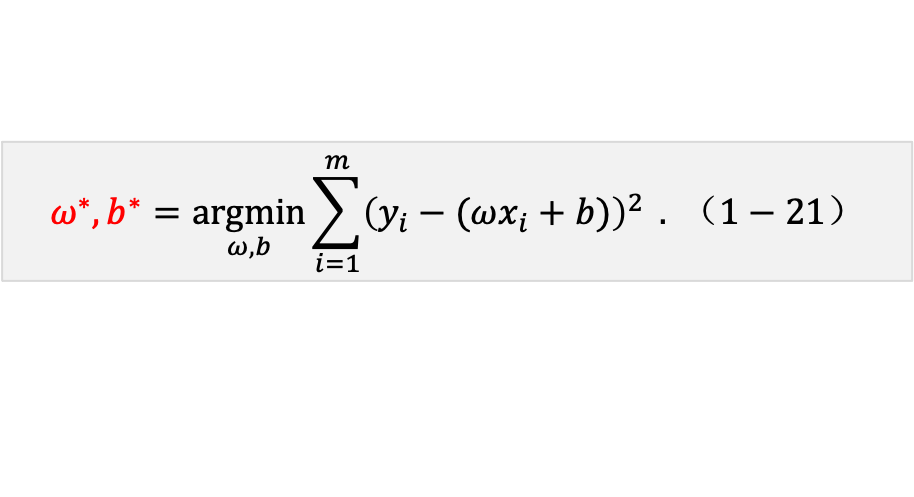 ω*, b* = argmin_{ω,b} ∑_{i=1}^{m} (y_i − (ωx_i + b))² . （1 − 21）